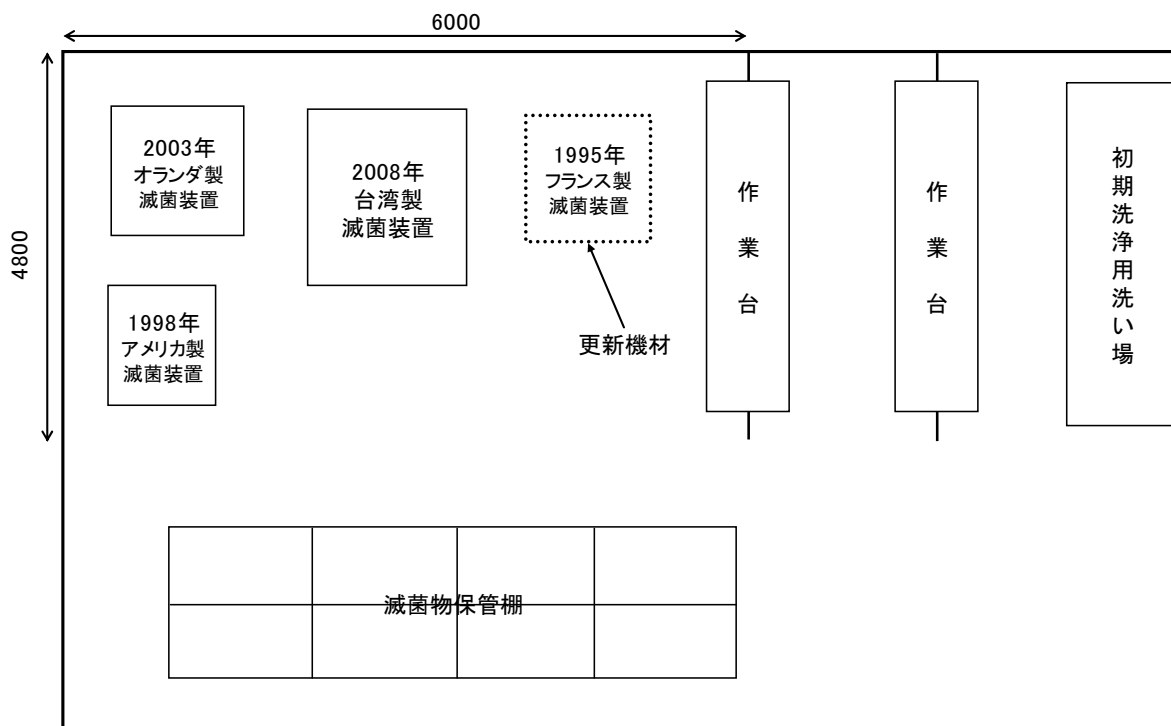 6000
4800
2003年
オランダ製
滅菌装置
2008年
台湾製
滅菌装置
1995年
フランス製
滅菌装置
作業台
作業台
初期洗浄用洗い場
1998年
アメリカ製
滅菌装置
更新機材
滅菌物保管棚